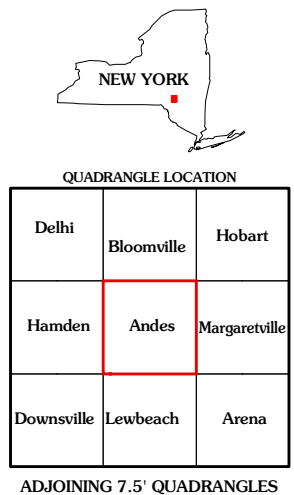 NEW YORK
QUADRANGLE LOCATION
Delhi
Bloomville
Hobart
Hamden
Andes
Margaretville
Downsville
Lewbeach
Arena
ADJOINING 7.5' QUADRANGLES